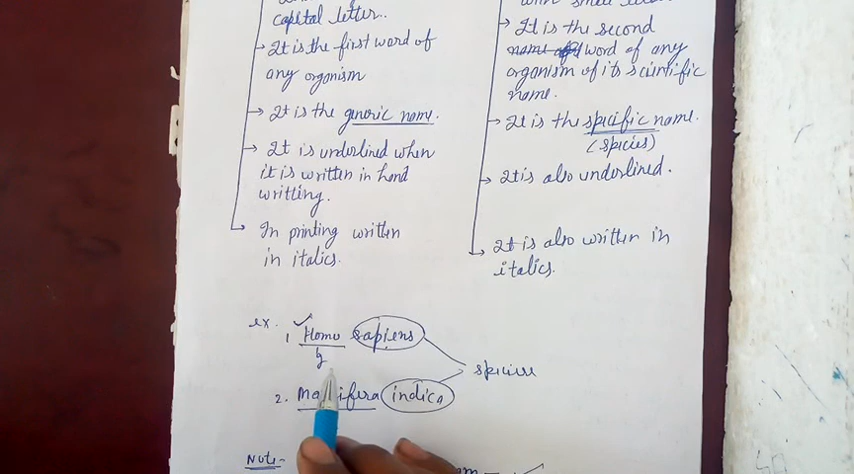 capital letter.
→ It is the first word of
any organism
→ It is the generic name.
→ It is underlined when
it is written in hand
writting.
In printing written
in italics.
→ It is the second
word of any
organism of its scintific
name.
→ It is the specific name.
(species)
→ It is also underlined.
→ It is also written in
italics.
ex. 1, ✓ Homo sapiens
g
species
2. Ma ifera indica
Note-